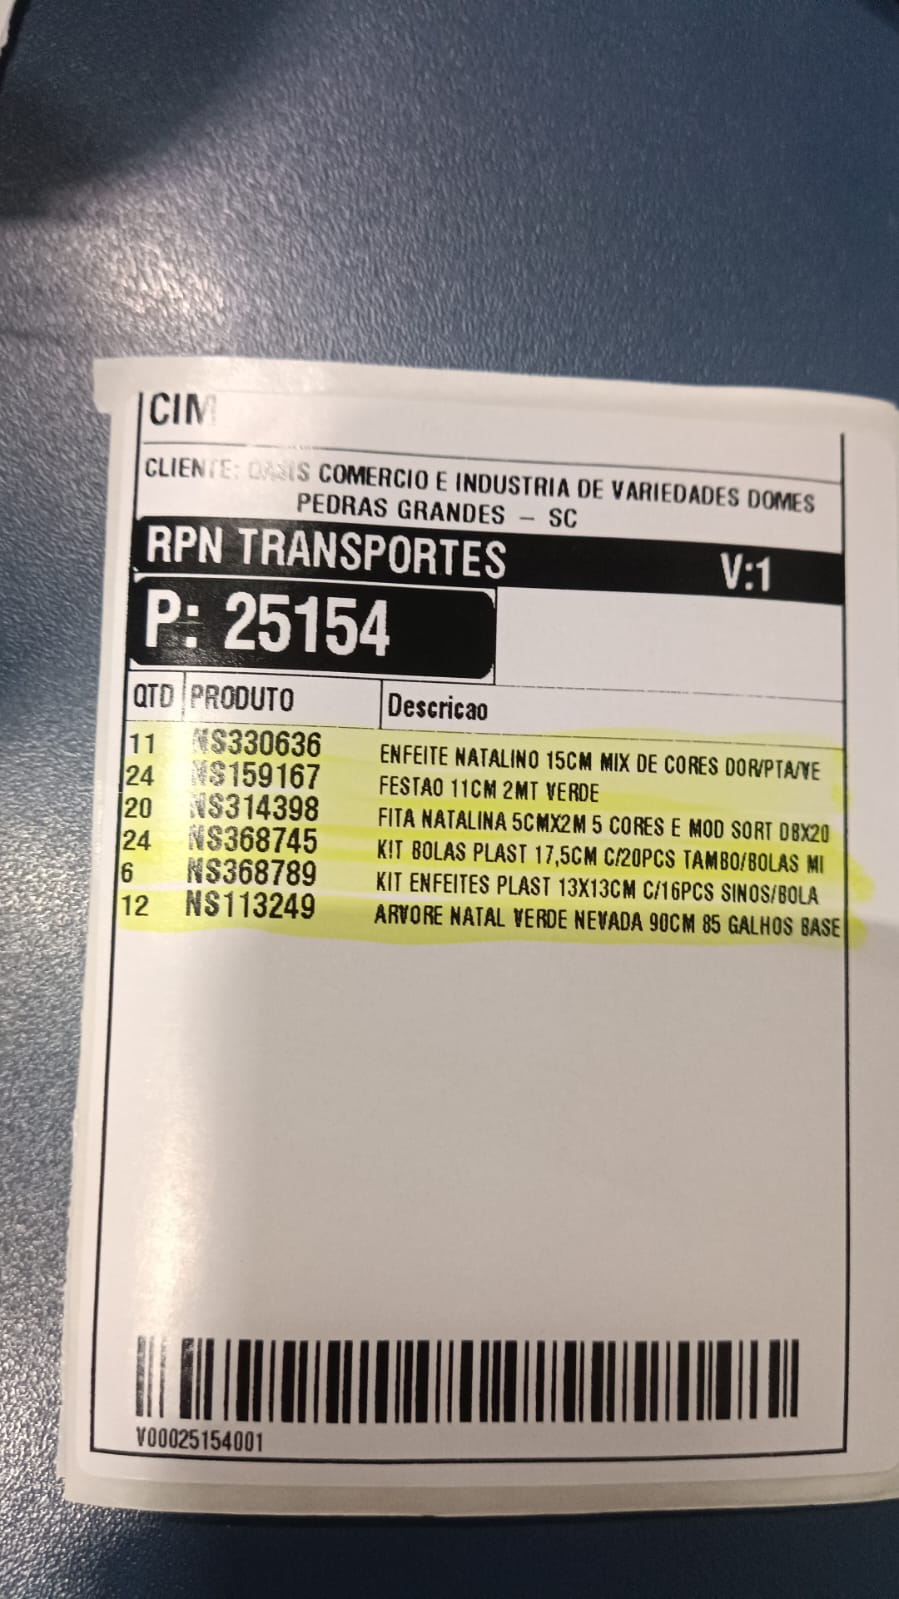 CIM
CLIENTE: OASIS COMERCIO E INDUSTRIA DE VARIEDADES DOMES
PEDRAS GRANDES - SC
RPN TRANSPORTES V:1
P: 25154
QTD PRODUTO Descricao
11 NS330636 ENFEITE NATALINO 15CM MIX DE CORES DOR/PTA/VE
24 NS159167 FESTAO 11CM 2MT VERDE
20 NS314398 FITA NATALINA 5CMX2M 5 CORES E MOD SORT D8X20
24 NS368745 KIT BOLAS PLAST 17,5CM C/20PCS TAMBO/BOLAS MI
6 NS368789 KIT ENFEITES PLAST 13X13CM C/16PCS SINOS/BOLA
12 NS113249 ARVORE NATAL VERDE NEVADA 90CM 85 GALHOS BASE
V00025154001